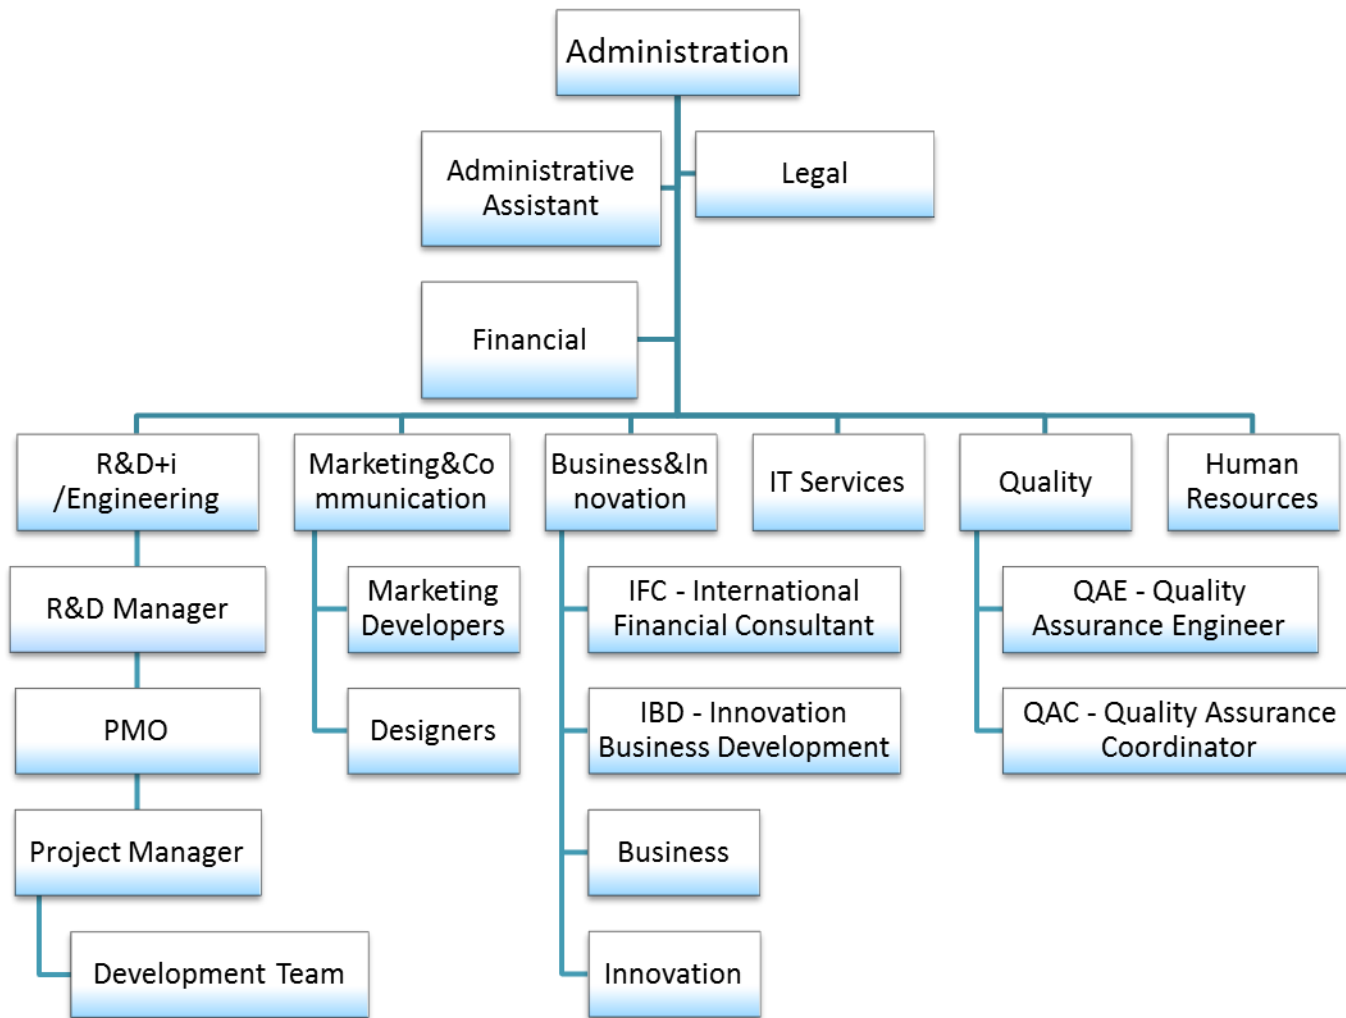 Administration
Administrative
Assistant
Legal
Financial
R&D+i
/Engineering
Marketing&Co
mmunication
Business&In
novation
IT Services
Quality
Human
Resources
R&D Manager
PMO
Project Manager
Development Team
Marketing
Developers
Designers
IFC - International
Financial Consultant
IBD - Innovation
Business Development
Business
Innovation
QAE - Quality
Assurance Engineer
QAC - Quality Assurance
Coordinator